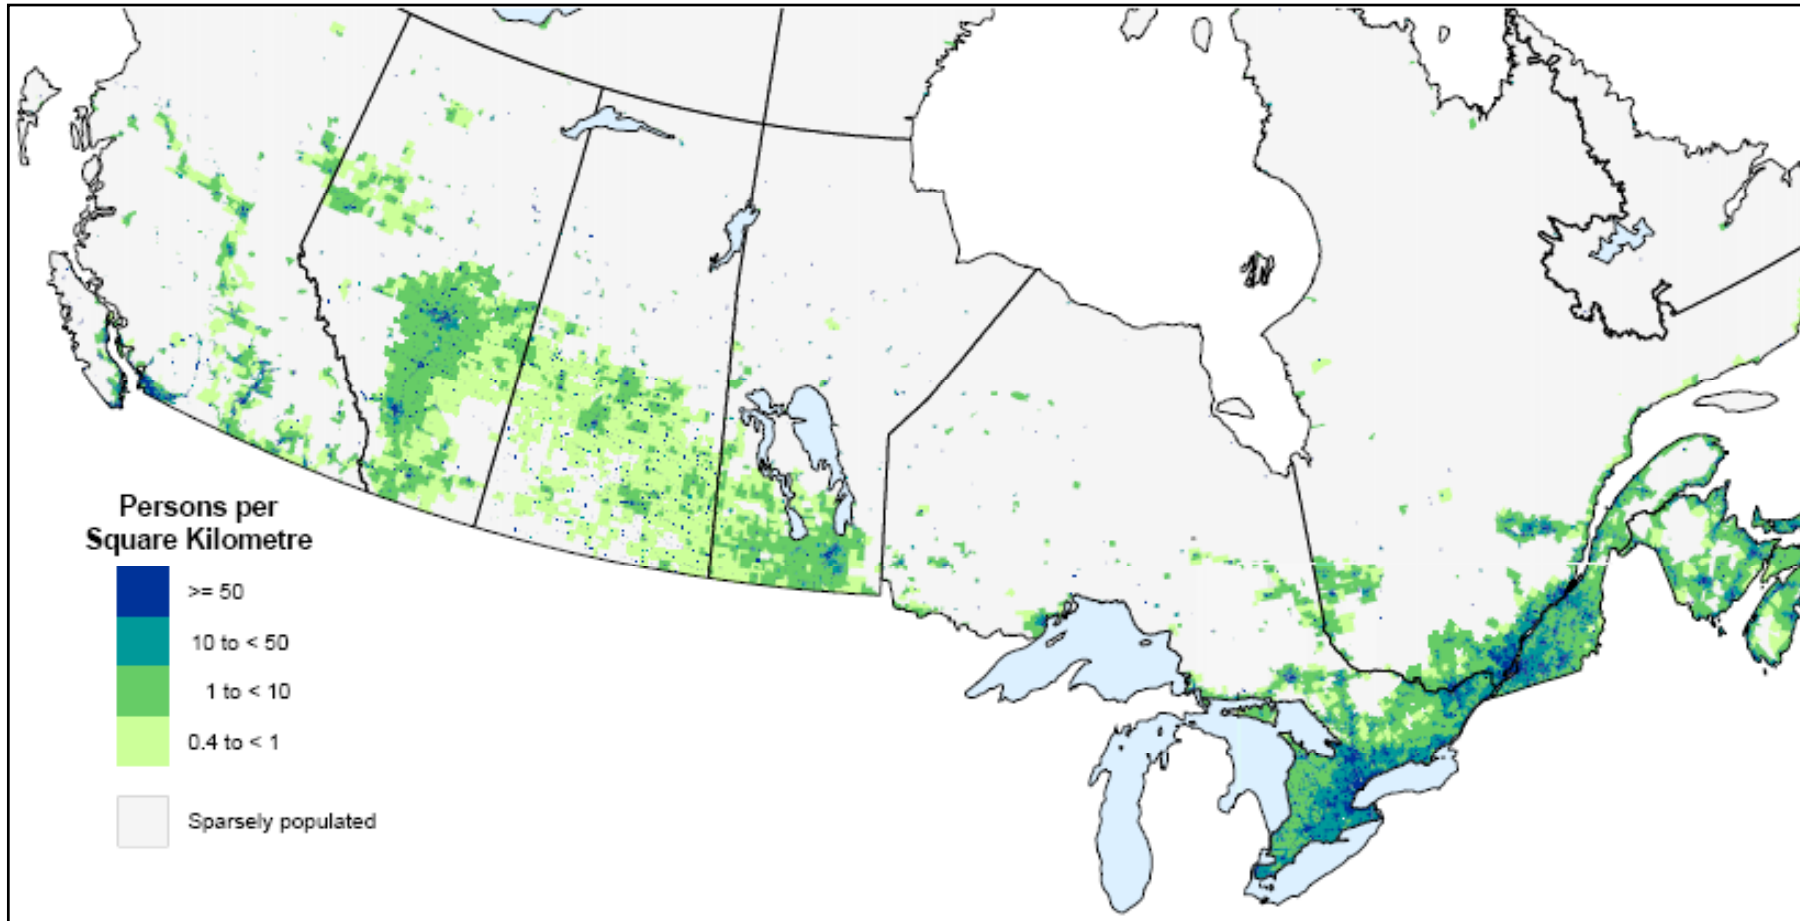 Persons per
Square Kilometre
>= 50
10 to < 50
1 to < 10
0.4 to < 1
Sparsely populated